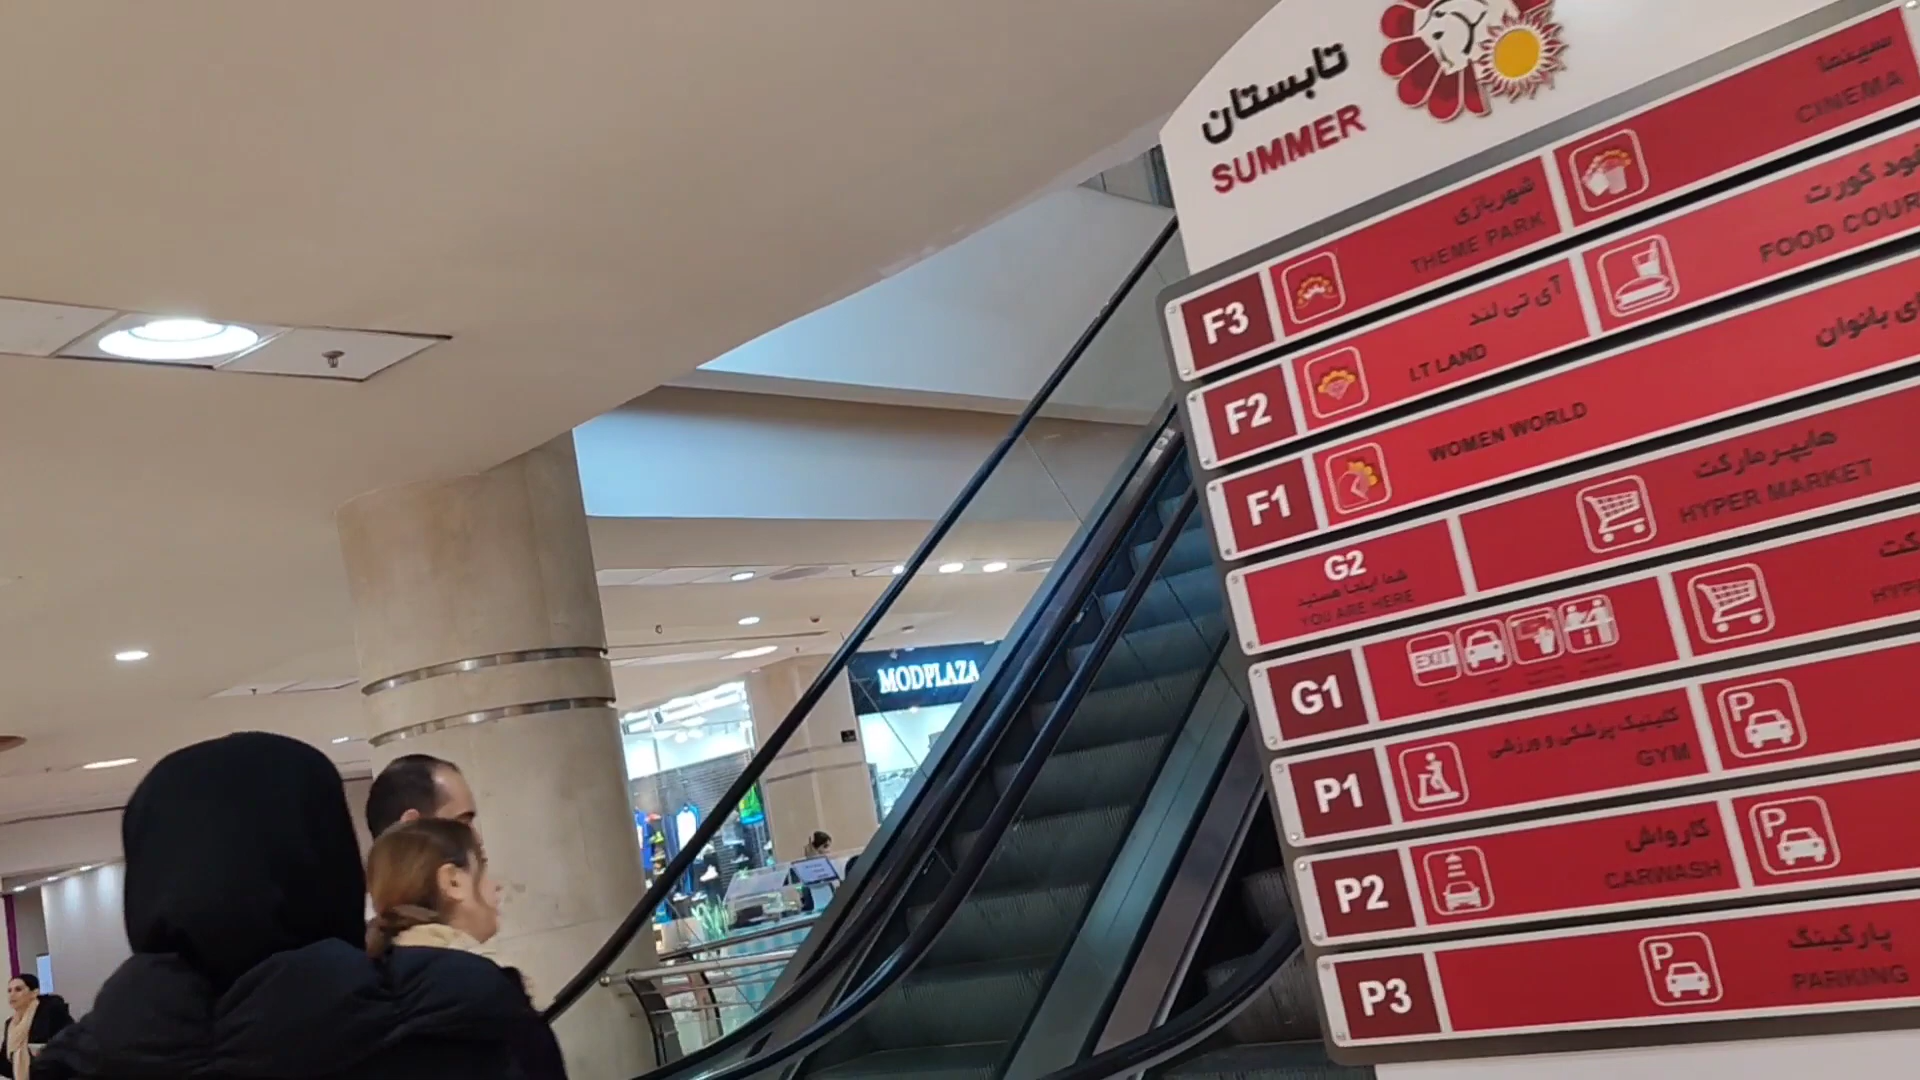 تابستان
SUMMER
F3
شهربازی
THEME PARK
سینما
CINEMA
F2
آی تی لند
I.T LAND
فود کورت
FOOD COUR
F1
WOMEN WORLD
بانوان
G2
شما اینجا هستید
YOU ARE HERE
هایپرمارکت
HYPER MARKET
G1
EXIT
P1
کلینیک پزشکی و ورزشی
GYM
P
P2
کارواش
CARWASH
P
P3
P
پارکینگ
PARKING
MODPLAZA